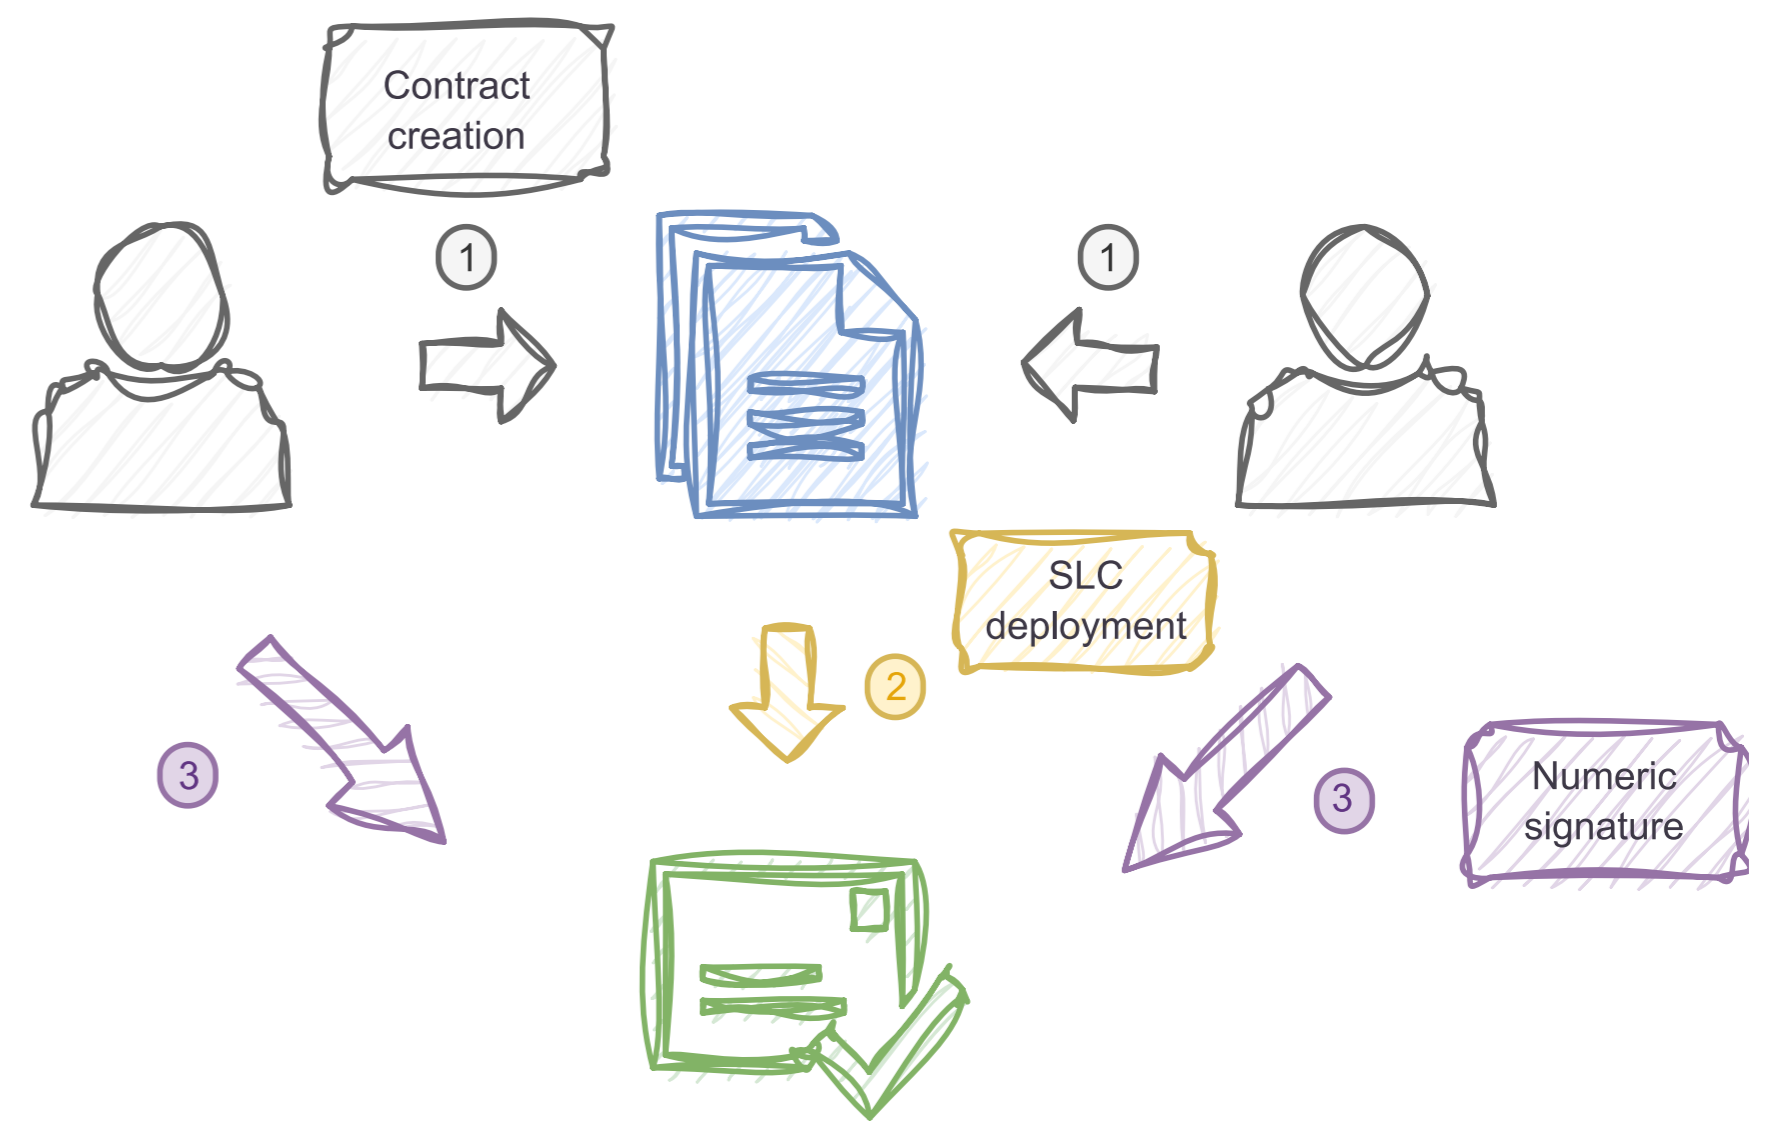 Contract
creation
1
1
SLC
deployment
2
3
3
Numeric
signature